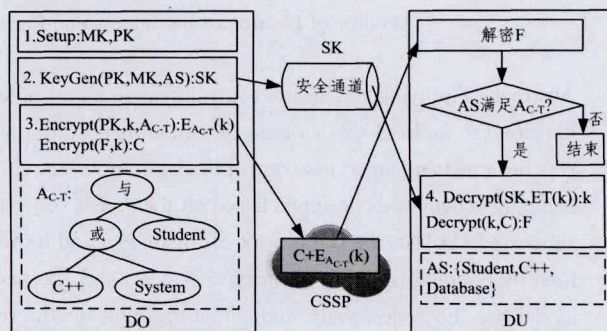 1.Setup:MK,PK
2. KeyGen(PK,MK,AS):SK
3.Encrypt(PK,k,A_{C-T}):E_{A_{C-T}}(k)
Encrypt(F,k):C
A_{C-T}:
与
或
Student
C++
System
DO
SK
安全通道
C+E_{A_{C-T}}(k)
CSSP
解密F
AS满足A_{C-T}?
否
是
结束
4. Decrypt(SK,ET(k)):k
Decrypt(k,C):F
AS:{Student,C++,
Database}
DU